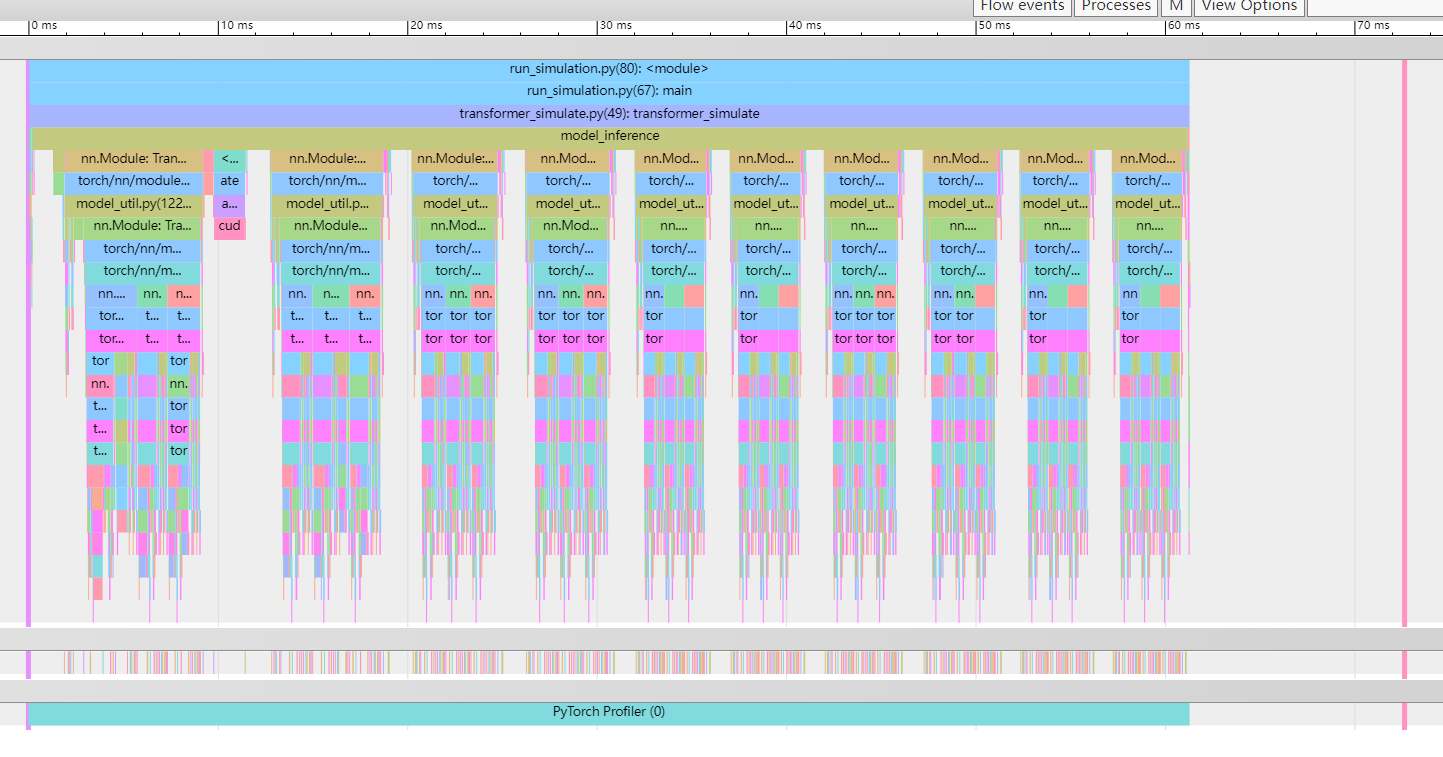 Flow events Processes M View Options
0 ms 10 ms 20 ms 30 ms 40 ms 50 ms 60 ms 70 ms
run_simulation.py(80): <module>
run_simulation.py(67): main
transformer_simulate.py(49): transformer_simulate
model_inference
nn.Module: Tran... <... nn.Module:... nn.Module:... nn.Mod... nn.Mod... nn.Mod... nn.Mod... nn.Mod... nn.Mod... nn.Mod...
torch/nn/module... ate torch/nn/m... torch/... torch/... torch/... torch/... torch/... torch/... torch/... torch/...
model_util.py(122... a... model_util.p... model_ut... model_ut... model_ut... model_ut... model_ut... model_ut... model_ut... model_ut...
nn.Module: Tra... cud nn.Module... nn.Mod... nn.Mod... nn.... nn.... nn.... nn.... nn.... nn....
torch/nn/m... torch/nn/m... torch/... torch/... torch/... torch/... torch/... torch/... torch/... torch/...
torch/nn/m... torch/nn/m... torch/... torch/... torch/... torch/... torch/... torch/... torch/... torch/...
nn.... nn. n... nn. n... nn. nn. nn. nn. nn. nn. nn. nn. nn. nn. nn. nn. nn. nn. nn. nn
tor... t... t... t... t... t... tor tor tor tor tor tor tor tor tor tor tor tor tor tor tor
tor... t... t... t... t... t... tor tor tor tor tor tor tor tor tor tor tor tor tor tor tor
tor tor
nn. nn.
t... tor
t... tor
t... tor
PyTorch Profiler (0)